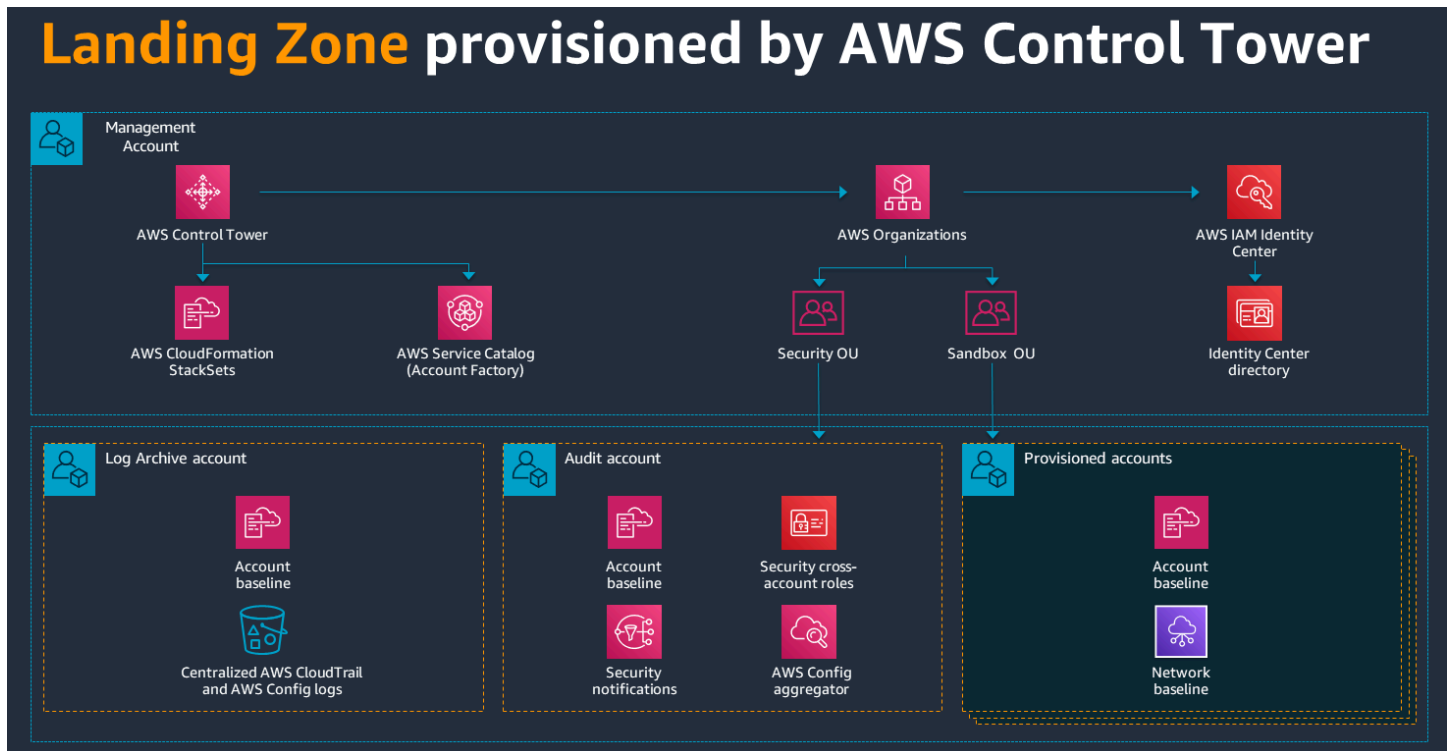 Landing Zone provisioned by AWS Control Tower
Management
Account
AWS Control Tower
AWS Organizations
AWS IAM Identity
Center
AWS CloudFormation
StackSets
AWS Service Catalog
(Account Factory)
Security OU
Sandbox OU
Identity Center
directory
Log Archive account
Account
baseline
Centralized AWS CloudTrail
and AWS Config logs
Audit account
Account
baseline
Security cross-
account roles
Security
notifications
AWS Config
aggregator
Provisioned accounts
Account
baseline
Network
baseline